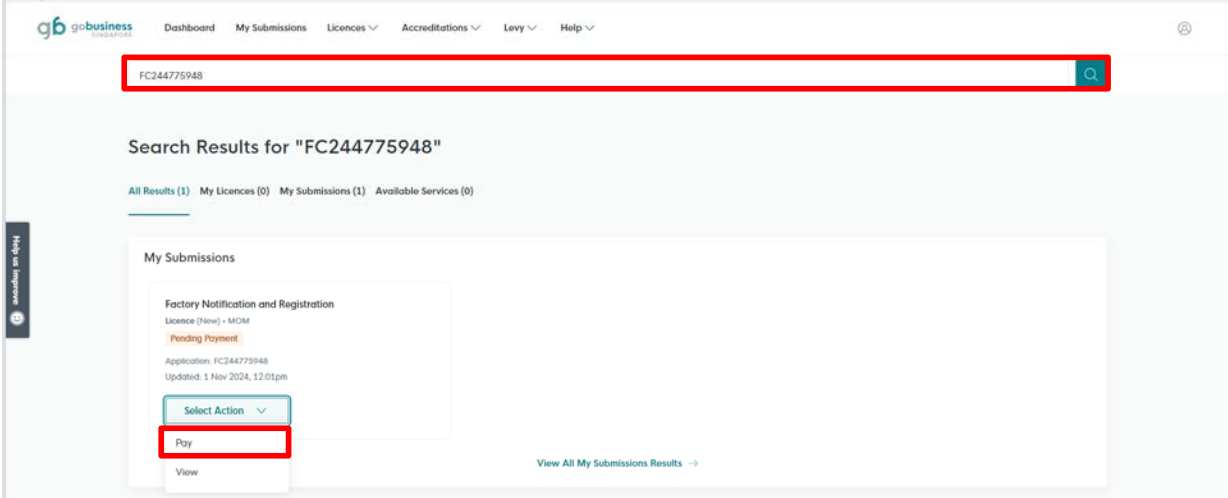 gobusiness
SINGAPORE
Dashboard My Submissions Licences Accreditations Levy Help
FC244775948
Search Results for "FC244775948"
All Results (1) My Licences (0) My Submissions (1) Available Services (0)
Help us improve
My Submissions
Factory Notification and Registration
Licence (New) • MOM
Pending Payment
Application: FC244775948
Updated: 1 Nov 2024, 12:01pm
Select Action
Pay
View
View All My Submissions Results →